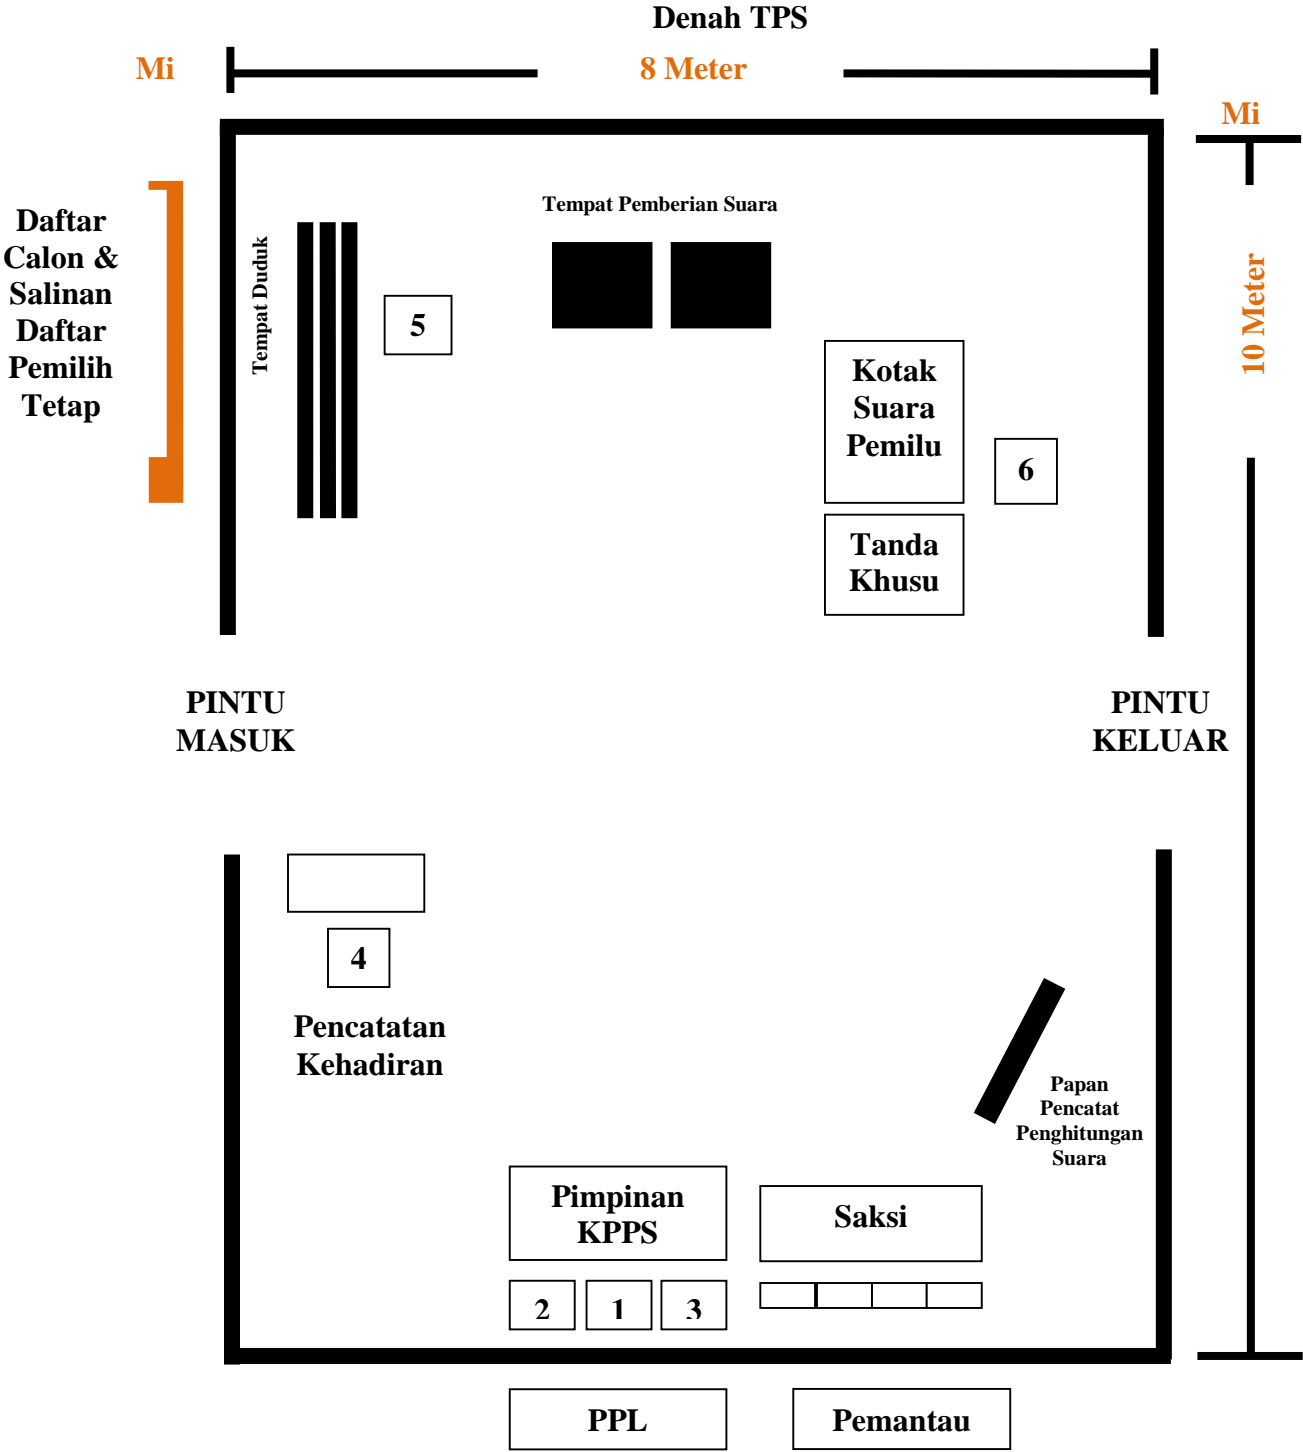 Denah TPS
Mi
8 Meter
Mi
10 Meter
Daftar
Calon &
Salinan
Daftar
Pemilih
Tetap
Tempat Duduk
5
Tempat Pemberian Suara
Kotak
Suara
Pemilu
6
Tanda
Khusu
PINTU
MASUK
PINTU
KELUAR
4
Pencatatan
Kehadiran
Papan
Pencatat
Penghitungan
Suara
Pimpinan
KPPS
Saksi
2
1
3
PPL
Pemantau